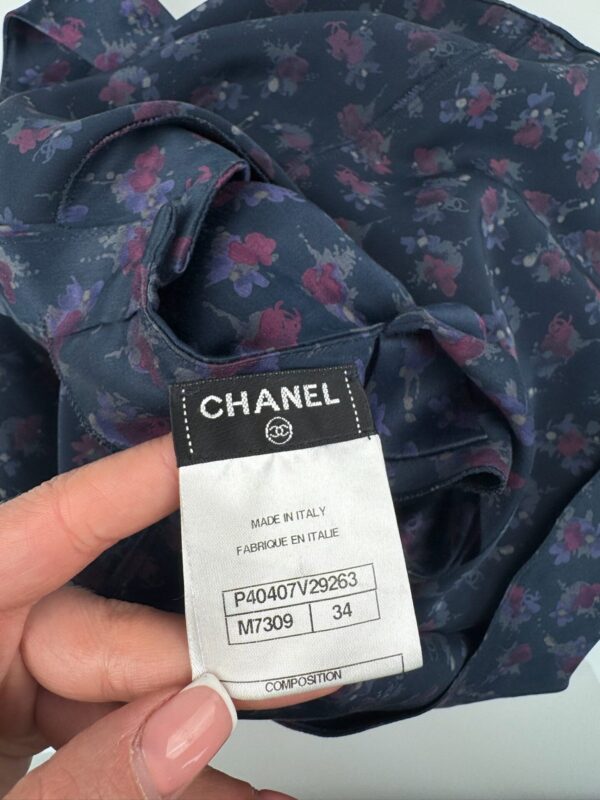 CHANEL
MADE IN ITALY
FABRIQUE EN ITALIE
P40407V29263
M7309 34
COMPOSITION